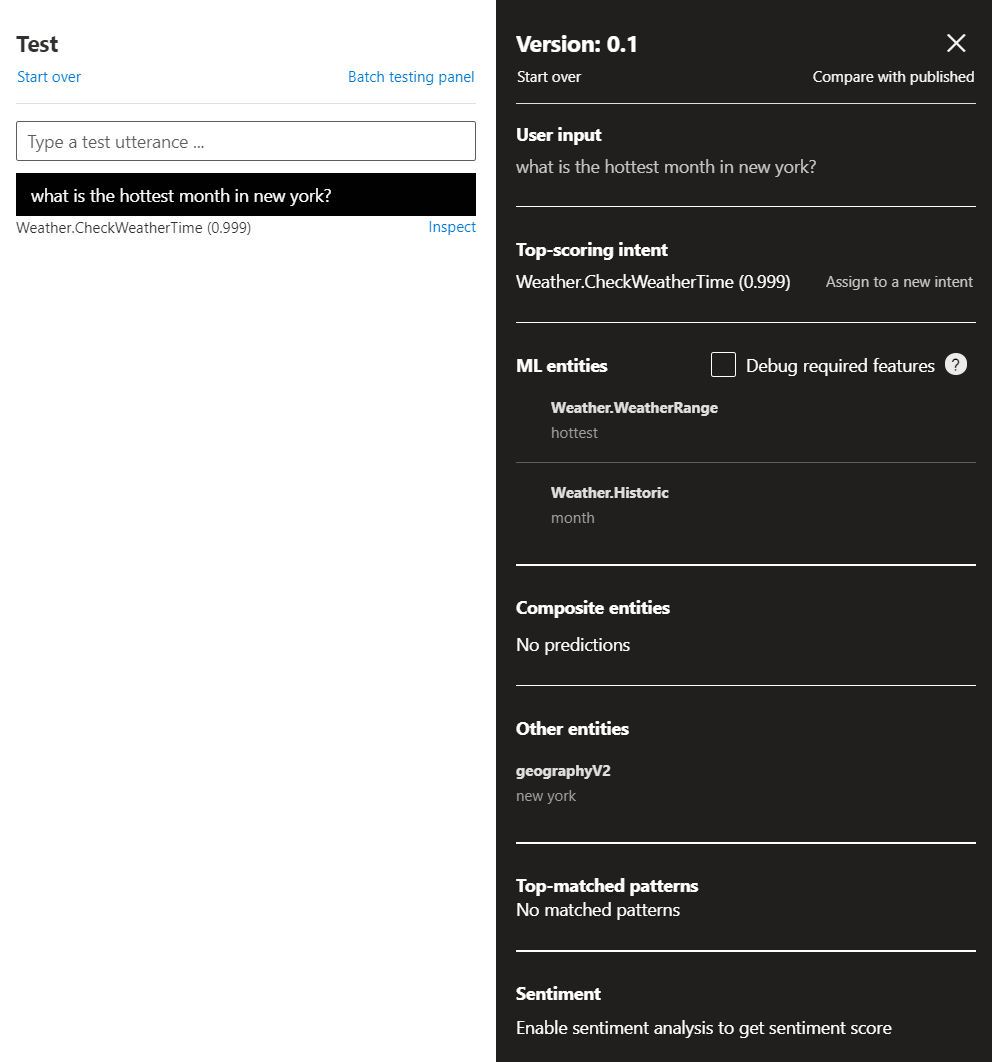 Test
Start over
Batch testing panel
Type a test utterance ...
what is the hottest month in new york?
Weather.CheckWeatherTime (0.999)
Inspect
Version: 0.1
Start over
Compare with published
User input
what is the hottest month in new york?
Top-scoring intent
Weather.CheckWeatherTime (0.999)
Assign to a new intent
ML entities
Debug required features
?
Weather.WeatherRange
hottest
Weather.Historic
month
Composite entities
No predictions
Other entities
geographyV2
new york
Top-matched patterns
No matched patterns
Sentiment
Enable sentiment analysis to get sentiment score